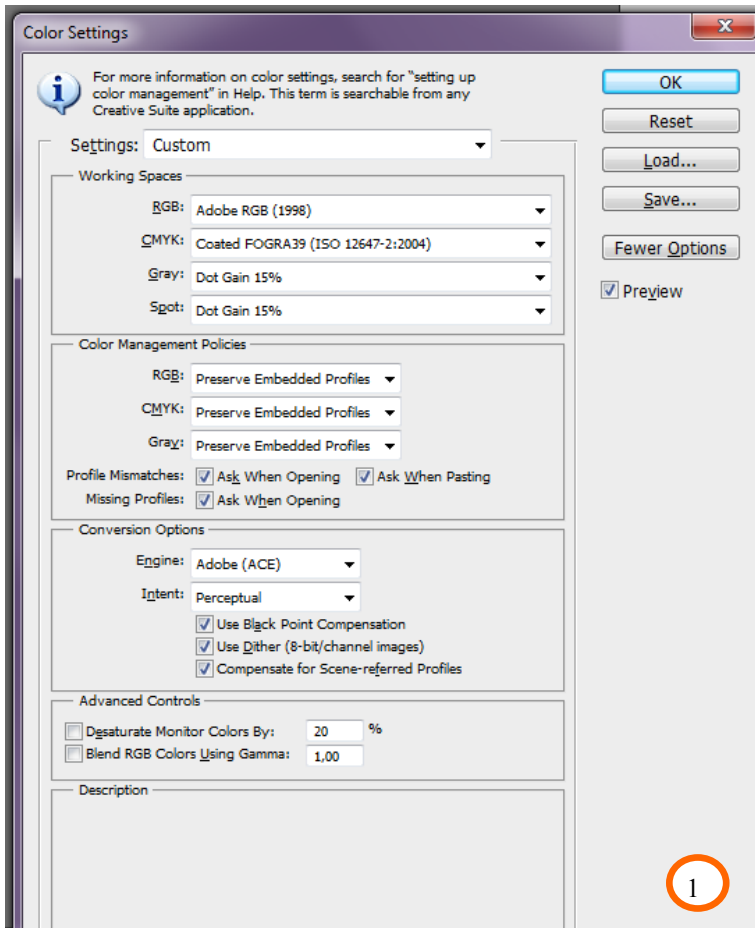 Color Settings
For more information on color settings, search for “setting up
color management” in Help. This term is searchable from any
Creative Suite application.
OK
Reset
Load...
Save...
Fewer Options
Preview
Settings: Custom
Working Spaces
RGB: Adobe RGB (1998)
CMYK: Coated FOGRA39 (ISO 12647-2:2004)
Gray: Dot Gain 15%
Spot: Dot Gain 15%
Color Management Policies
RGB: Preserve Embedded Profiles
CMYK: Preserve Embedded Profiles
Gray: Preserve Embedded Profiles
Profile Mismatches: Ask When Opening Ask When Pasting
Missing Profiles: Ask When Opening
Conversion Options
Engine: Adobe (ACE)
Intent: Perceptual
Use Black Point Compensation
Use Dither (8-bit/channel images)
Compensate for Scene-referred Profiles
Advanced Controls
Desaturate Monitor Colors By: 20 %
Blend RGB Colors Using Gamma: 1,00
Description
1